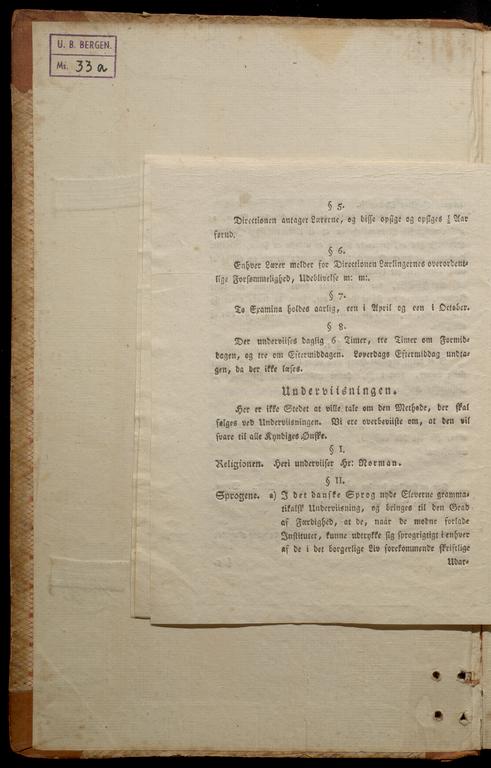 U. B. BERGEN.
Ms. 33 a
§ 5.
Directionen antager Lærerne, og disse opsige og opsiges ½ Aar
forud.
§ 6.
Enhver Lærer melder for Directionen Lærlingernes overordent-
lige Forsømmelighed, Udeblivelse m: m:.
§ 7.
To Examina holdes aarlig, een i April og een i October.
§ 8.
Der underviises daglig 6 Timer, tre Timer om Formid-
dagen, og tre om Eftermiddagen. Løverdags Eftermiddag undta-
gen, da der ikke læses.
Underviisningen.
Her er ikke Stedet at ville tale om den Methode, der skal
følges ved Underviisningen. Vi ere overbeviiste om, at den vil
svare til alle Kyndiges Ønske.
§ I.
Religionen. Heri underviser Hr: Norman.
§ II.
Sprogene. a) I det danske Sprog nyde Eleverne gramma-
tikalsk Underviisning, og bringes til den Grad
af Færdighed, at de, naar de modne forlade
Institutet, kunne udtrykke sig sprogrigtigt i enhver
af de i det borgerlige Liv forekommende skriftlige
Udar-